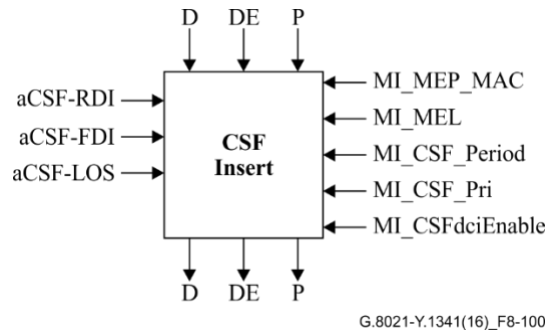 D DE P
aCSF-RDI
aCSF-FDI
aCSF-LOS
CSF
Insert
MI_MEP_MAC
MI_MEL
MI_CSF_Period
MI_CSF_Pri
MI_CSFdciEnable
D DE P
G.8021-Y.1341(16)_F8-100